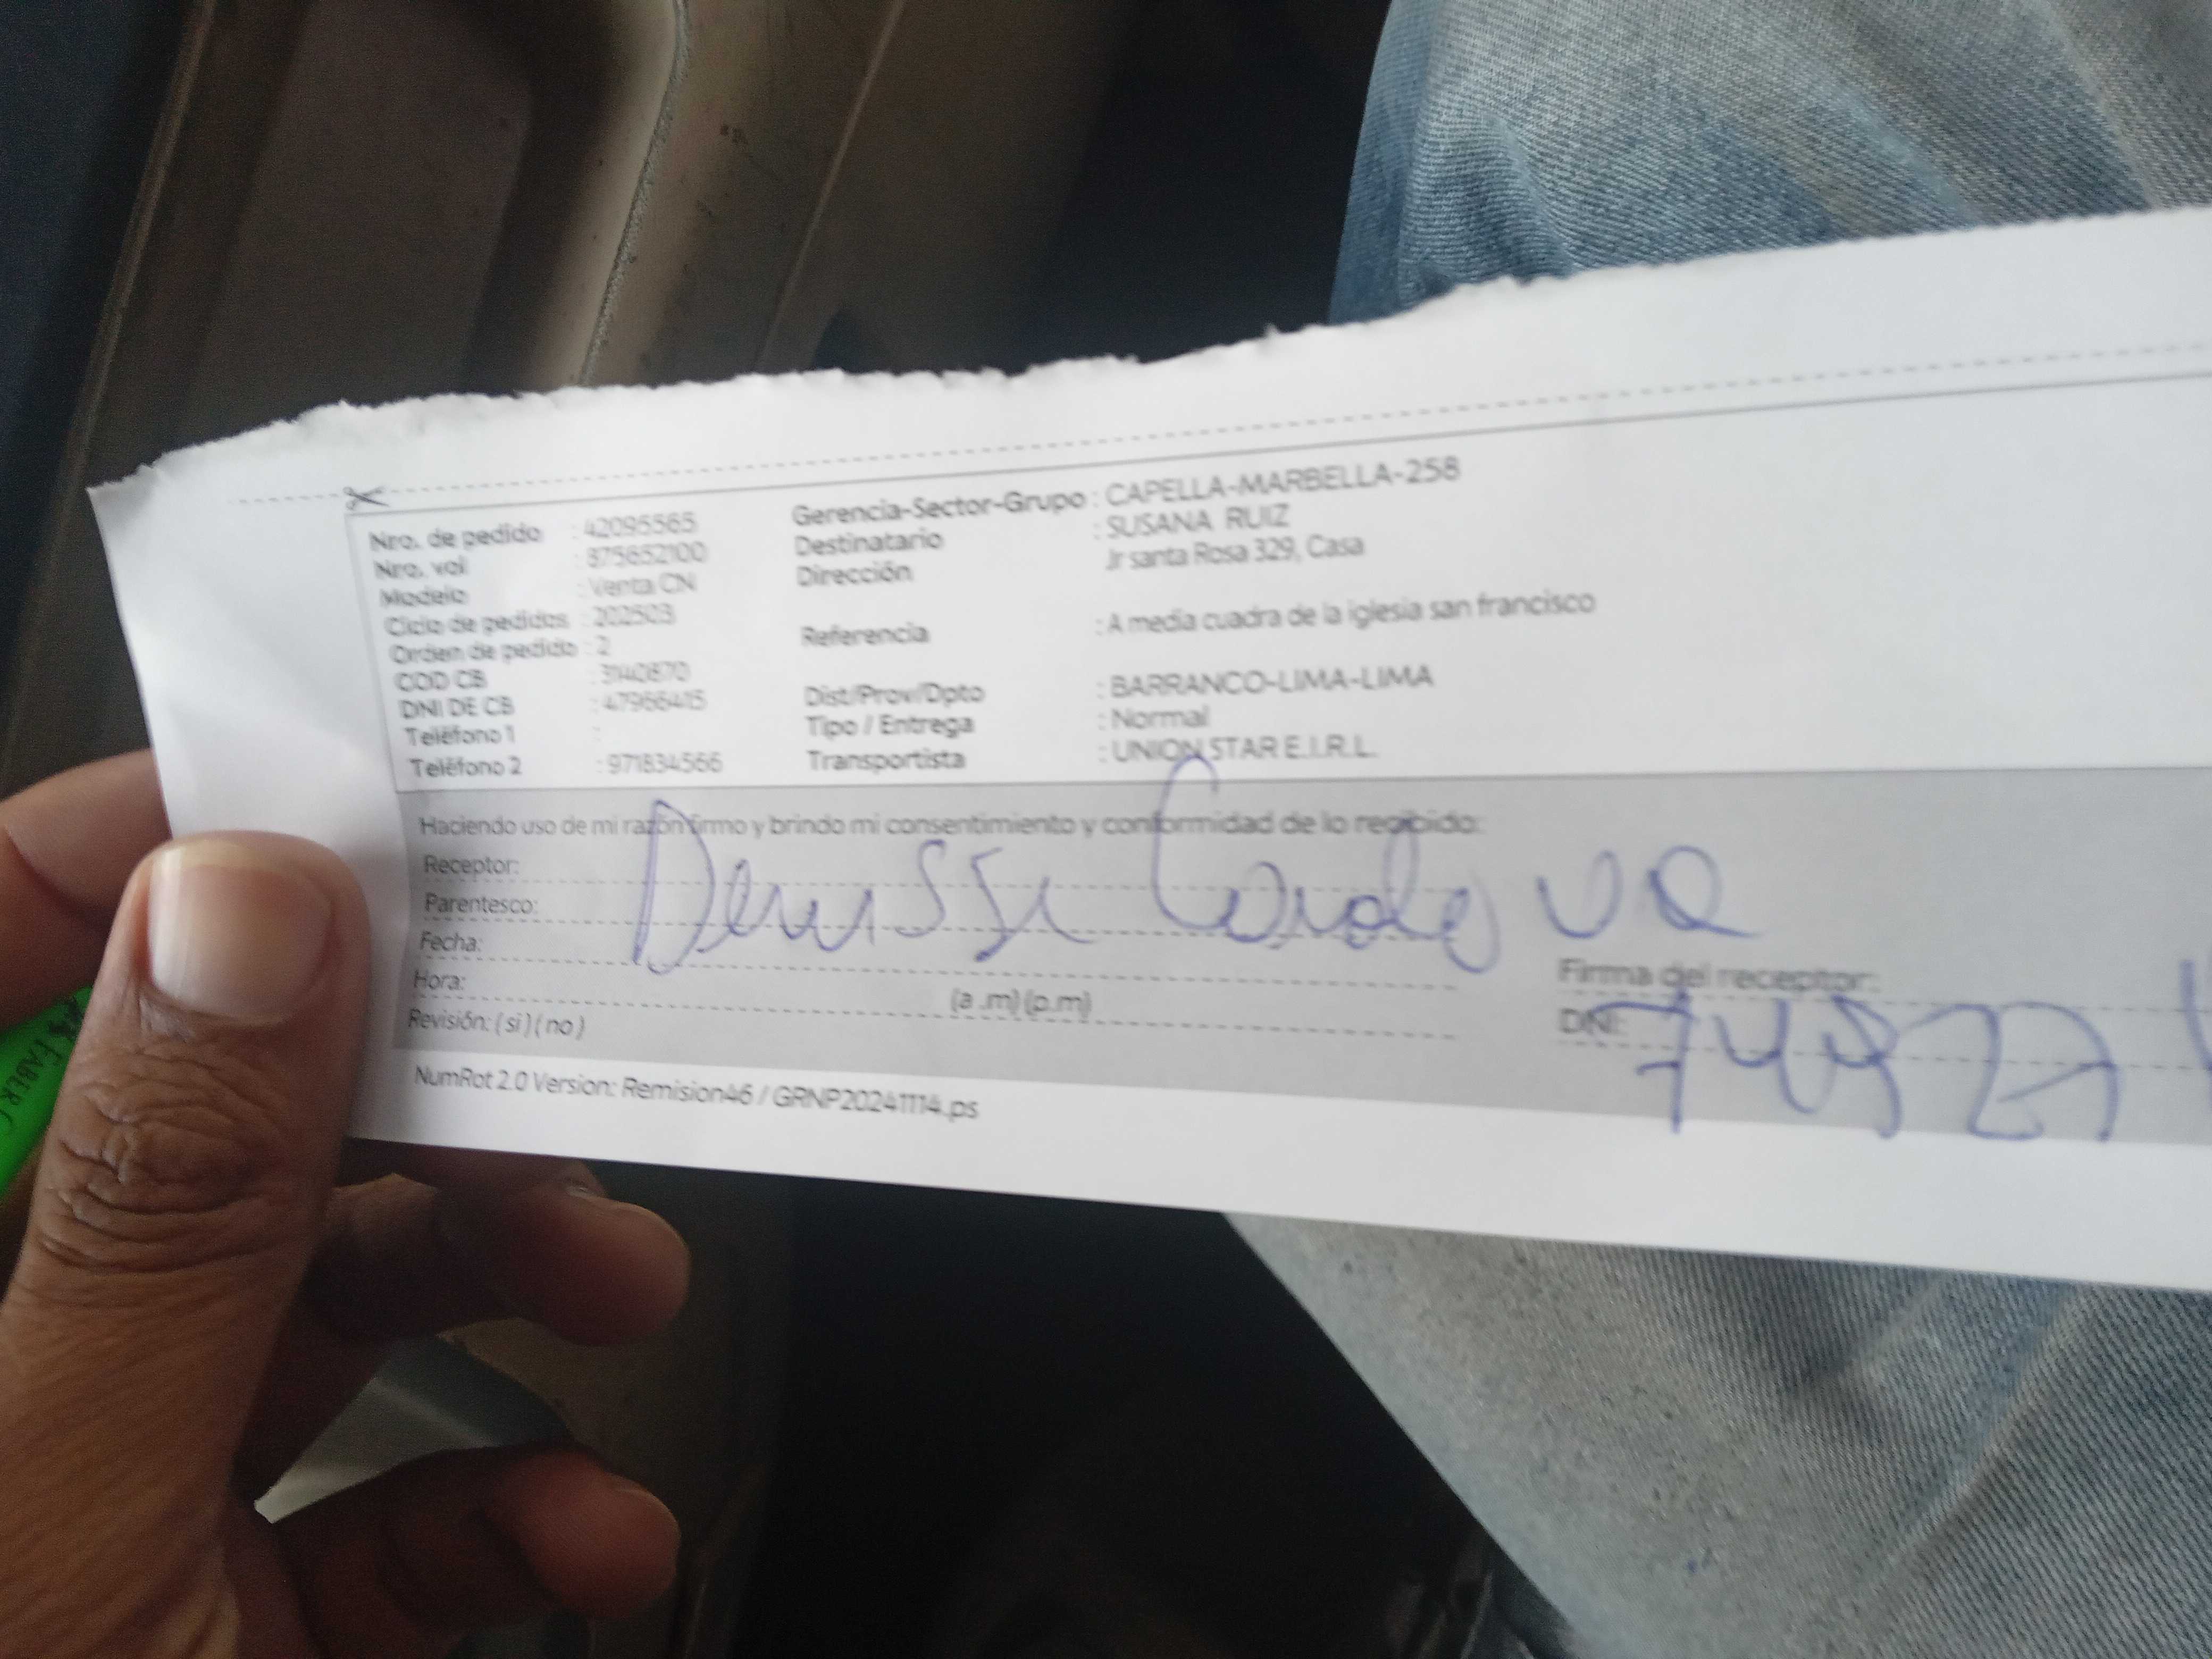 Nro. de pedido : 42095565
Nro. vol : 875652100
Modelo : Venta CN
Ciclo de pedidos : 202503
Orden de pedido : 2
COD CB : 3140870
DNI DE CB : 47966415
Teléfono 1 :
Teléfono 2 : 971834566
Gerencia-Sector-Grupo : CAPELLA-MARBELLA-258
Destinatario : SUSANA RUIZ
Dirección Jr santa Rosa 329, Casa
Referencia : A media cuadra de la iglesia san francisco
Dist/Prov/Dpto : BARRANCO-LIMA-LIMA
Tipo / Entrega : Normal
Transportista : UNION STAR E.I.R.L.
Haciendo uso de mi razón firmo y brindo mi consentimiento y conformidad de lo recibido:
Receptor:
Parentesco: Cordova
Fecha:
Hora: (a .m) (p.m)
Revisión: ( si ) ( no )
Firma del receptor:
DNI:
NumRot 2.0 Version: Remision46 / GRNP20241114.ps
FABER